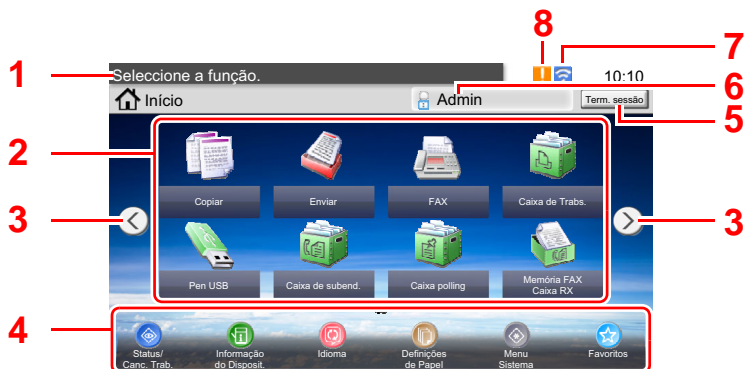 8
7
1
Seleccione a função.
10:10
6
Início
Admin
Term. sessão
5
2
Copiar
Enviar
FAX
Caixa de Trabs.
3
3
Pen USB
Caixa de subend.
Caixa polling
Memória FAX
Caixa RX
4
Status/
Canc. Trab.
Informação
do Disposit.
Idioma
Definições
de Papel
Menu
Sistema
Favoritos